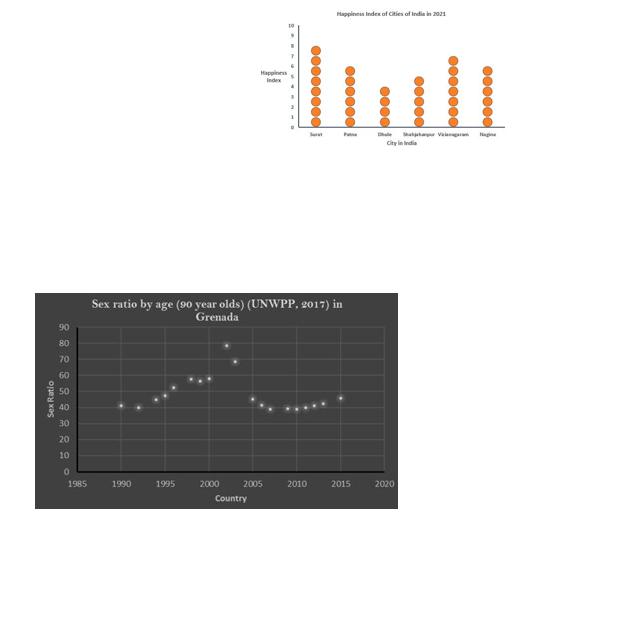 Happiness Index of Cities of India in 2021
10
9
8
7
6
5
4
3
2
1
0
Happiness
Index
Surat Patna Dhule Shahjahanpur Vizianagaram Nagina
City in India
Sex ratio by age (90 year olds) (UNWPP, 2017) in
Grenada
90
80
70
60
50
40
30
20
10
0
Sex Ratio
1985 1990 1995 2000 2005 2010 2015 2020
Country